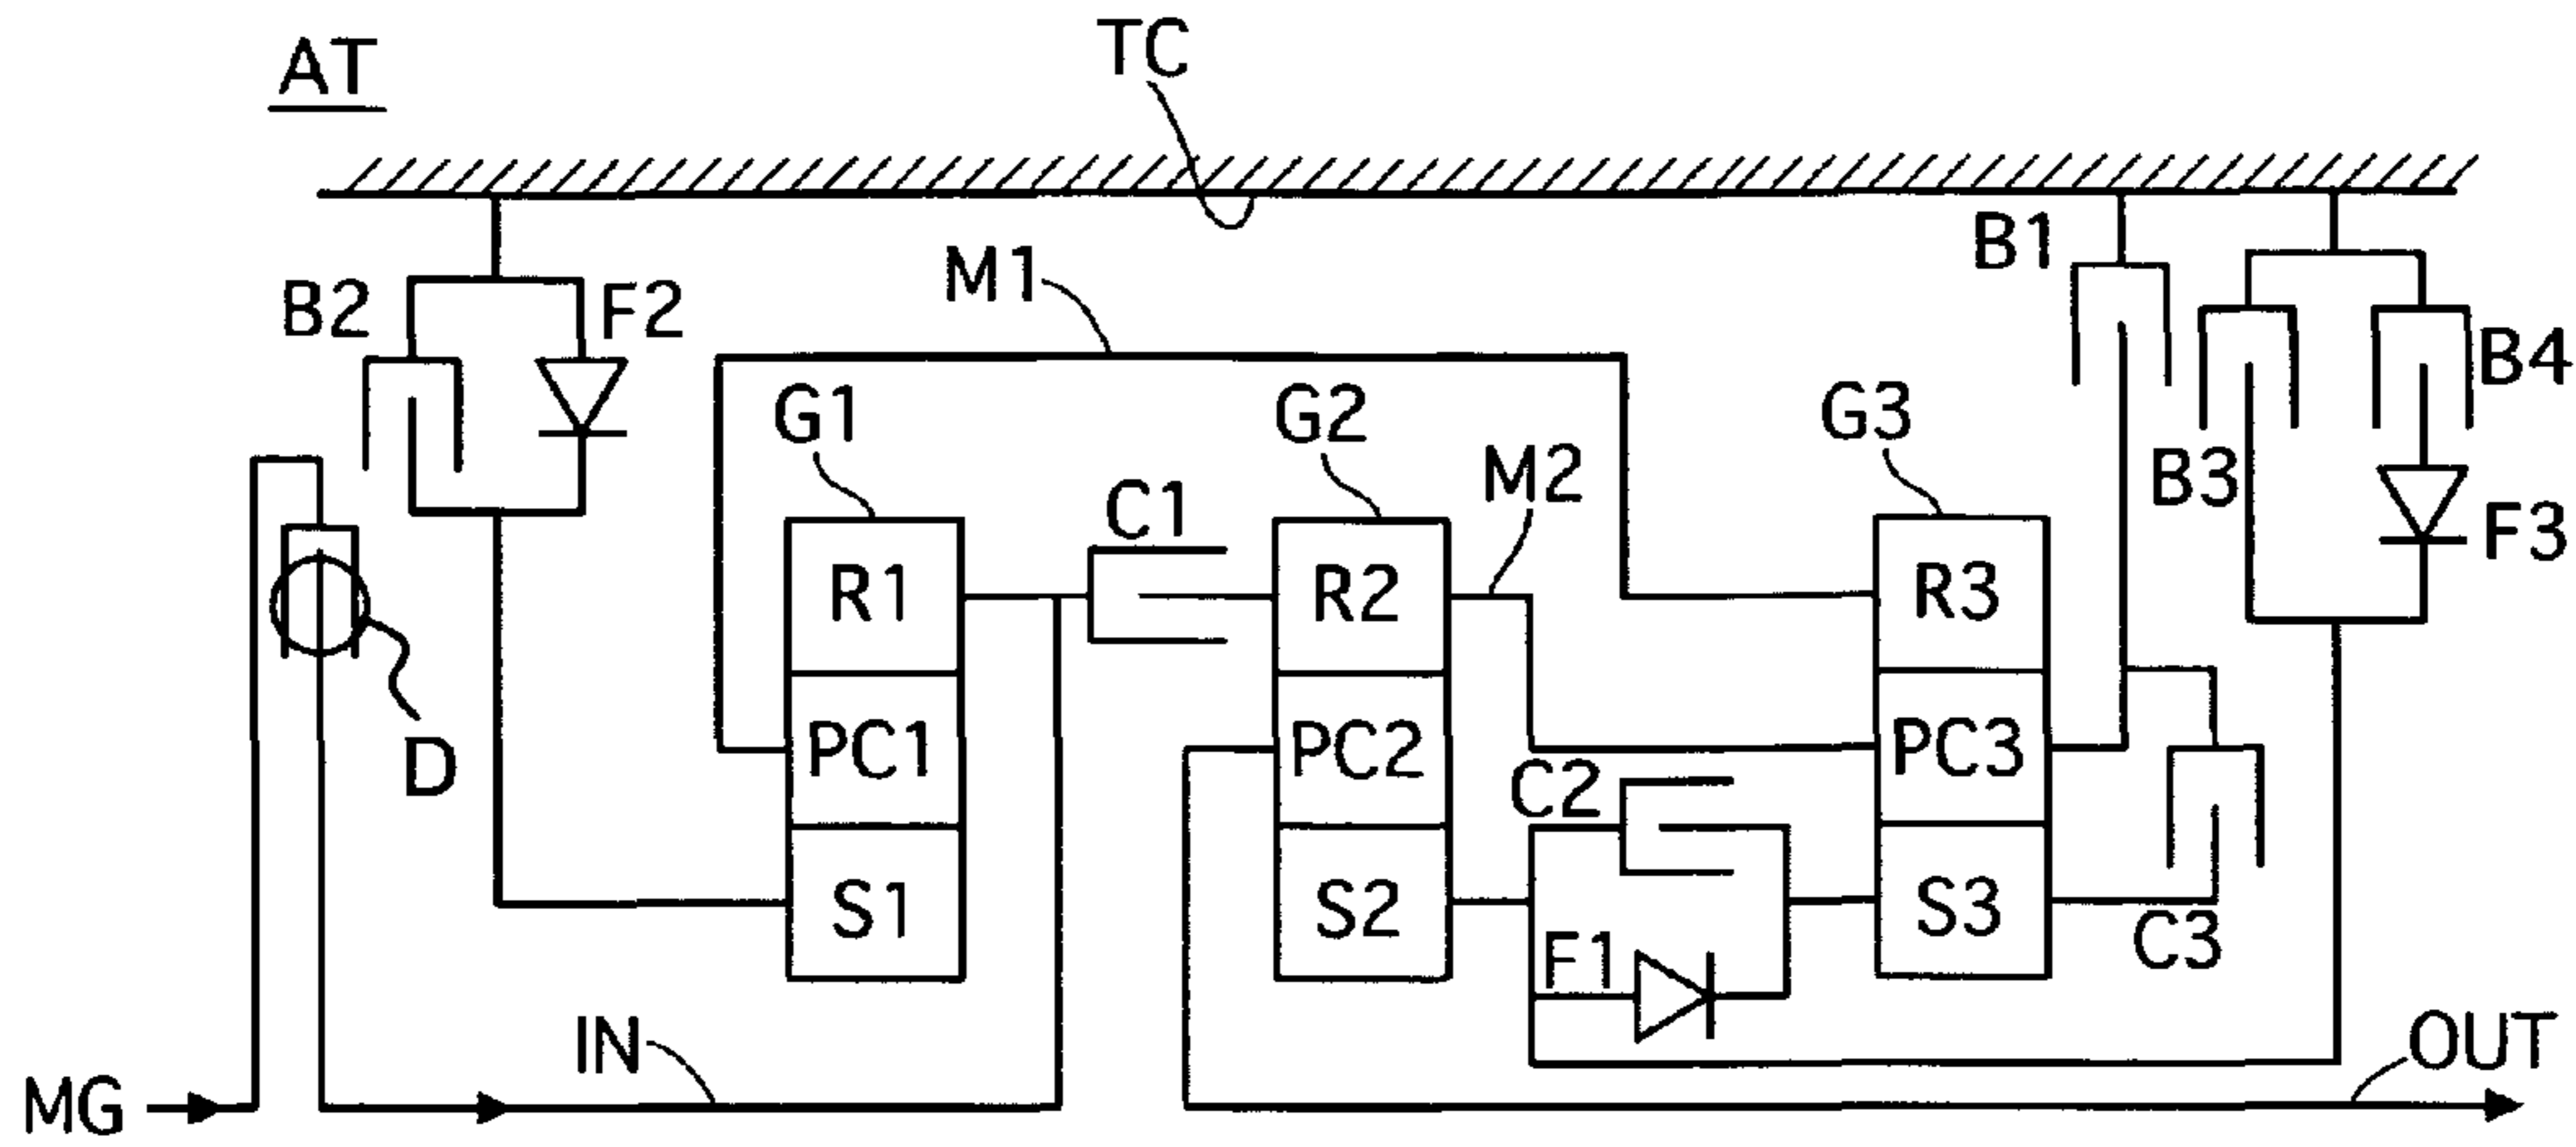 AT
TC
B1
M1
B2
F2
B4
G1
G2
G3
M2
B3
C1
F3
R1
R2
R3
D
PC1
PC2
PC3
C2
S1
S2
S3
F1
C3
IN
OUT
MG